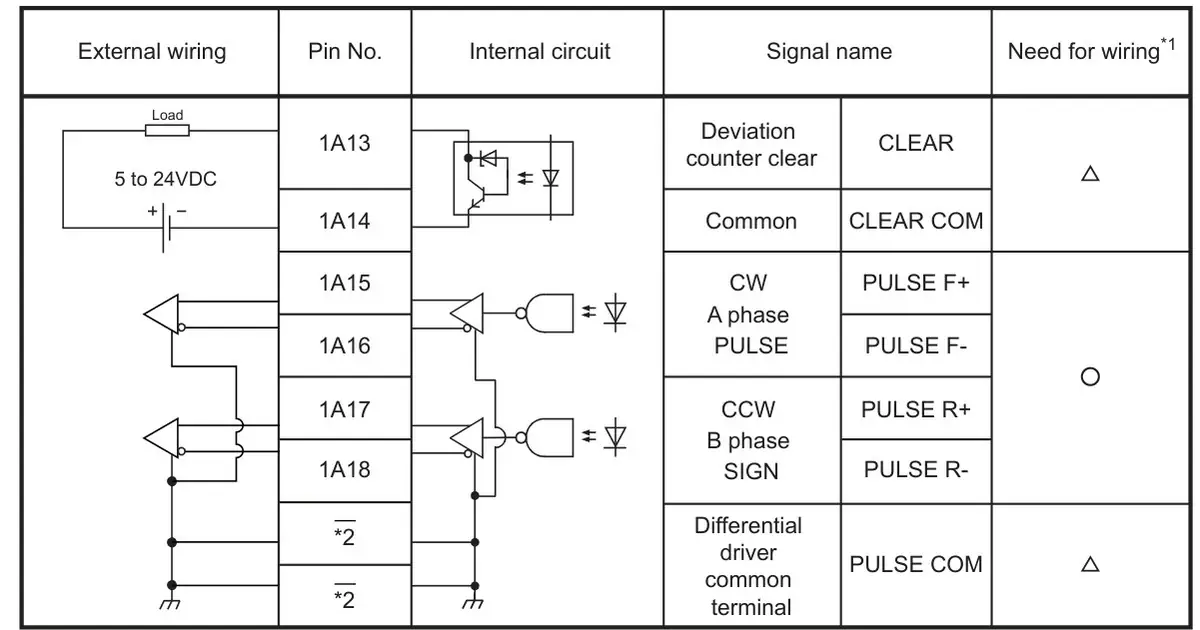 External wiring
Pin No.
Internal circuit
Signal name
Need for wiring*1
Load
5 to 24VDC
+ −
1A13
Deviation
counter clear
CLEAR
△
1A14
Common
CLEAR COM
1A15
CW
A phase
PULSE
PULSE F+
○
1A16
PULSE F-
1A17
CCW
B phase
SIGN
PULSE R+
1A18
PULSE R-
—
*2
Differential
driver
common
terminal
PULSE COM
△
—
*2